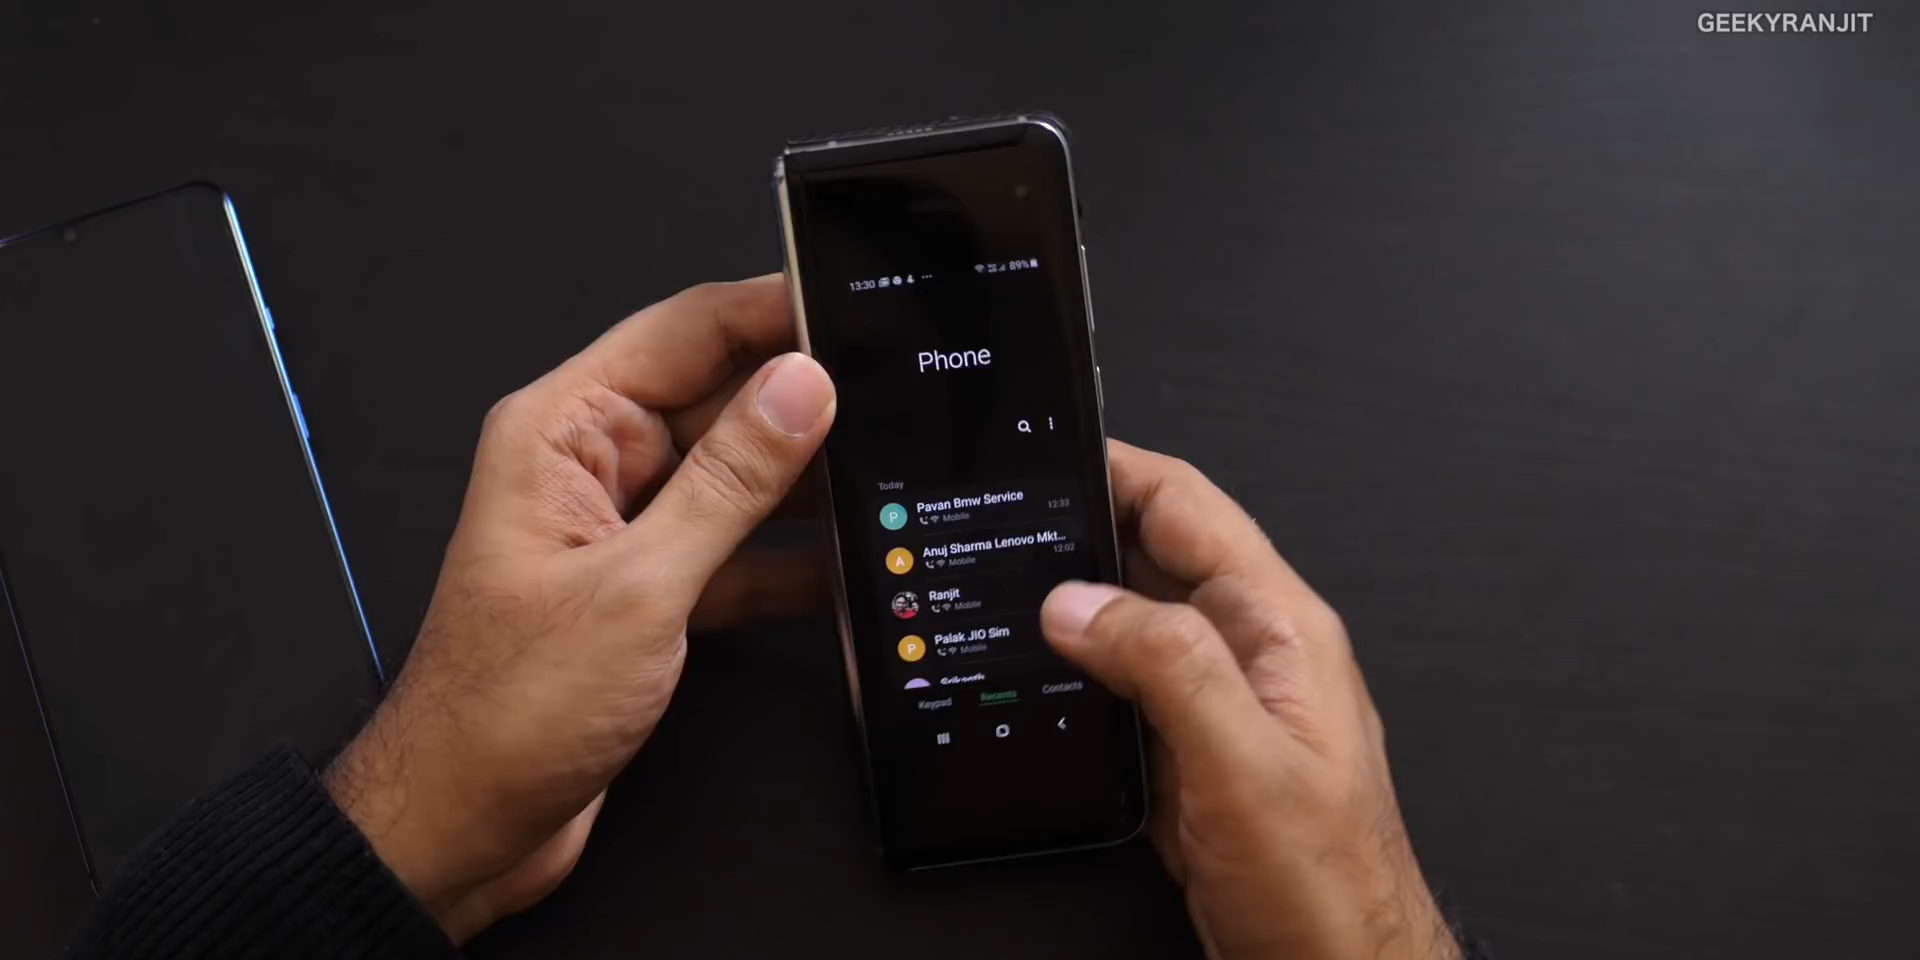 GEEKYRANJIT
13:30
89%
Phone
Today
P
Pavan Bmw Service
12:33
Mobile
A
Anuj Sharma Lenovo Mkt...
12:02
Mobile
Ranjit
Mobile
P
Palak JIO Sim
Mobile
Keypad
Recents
Contacts